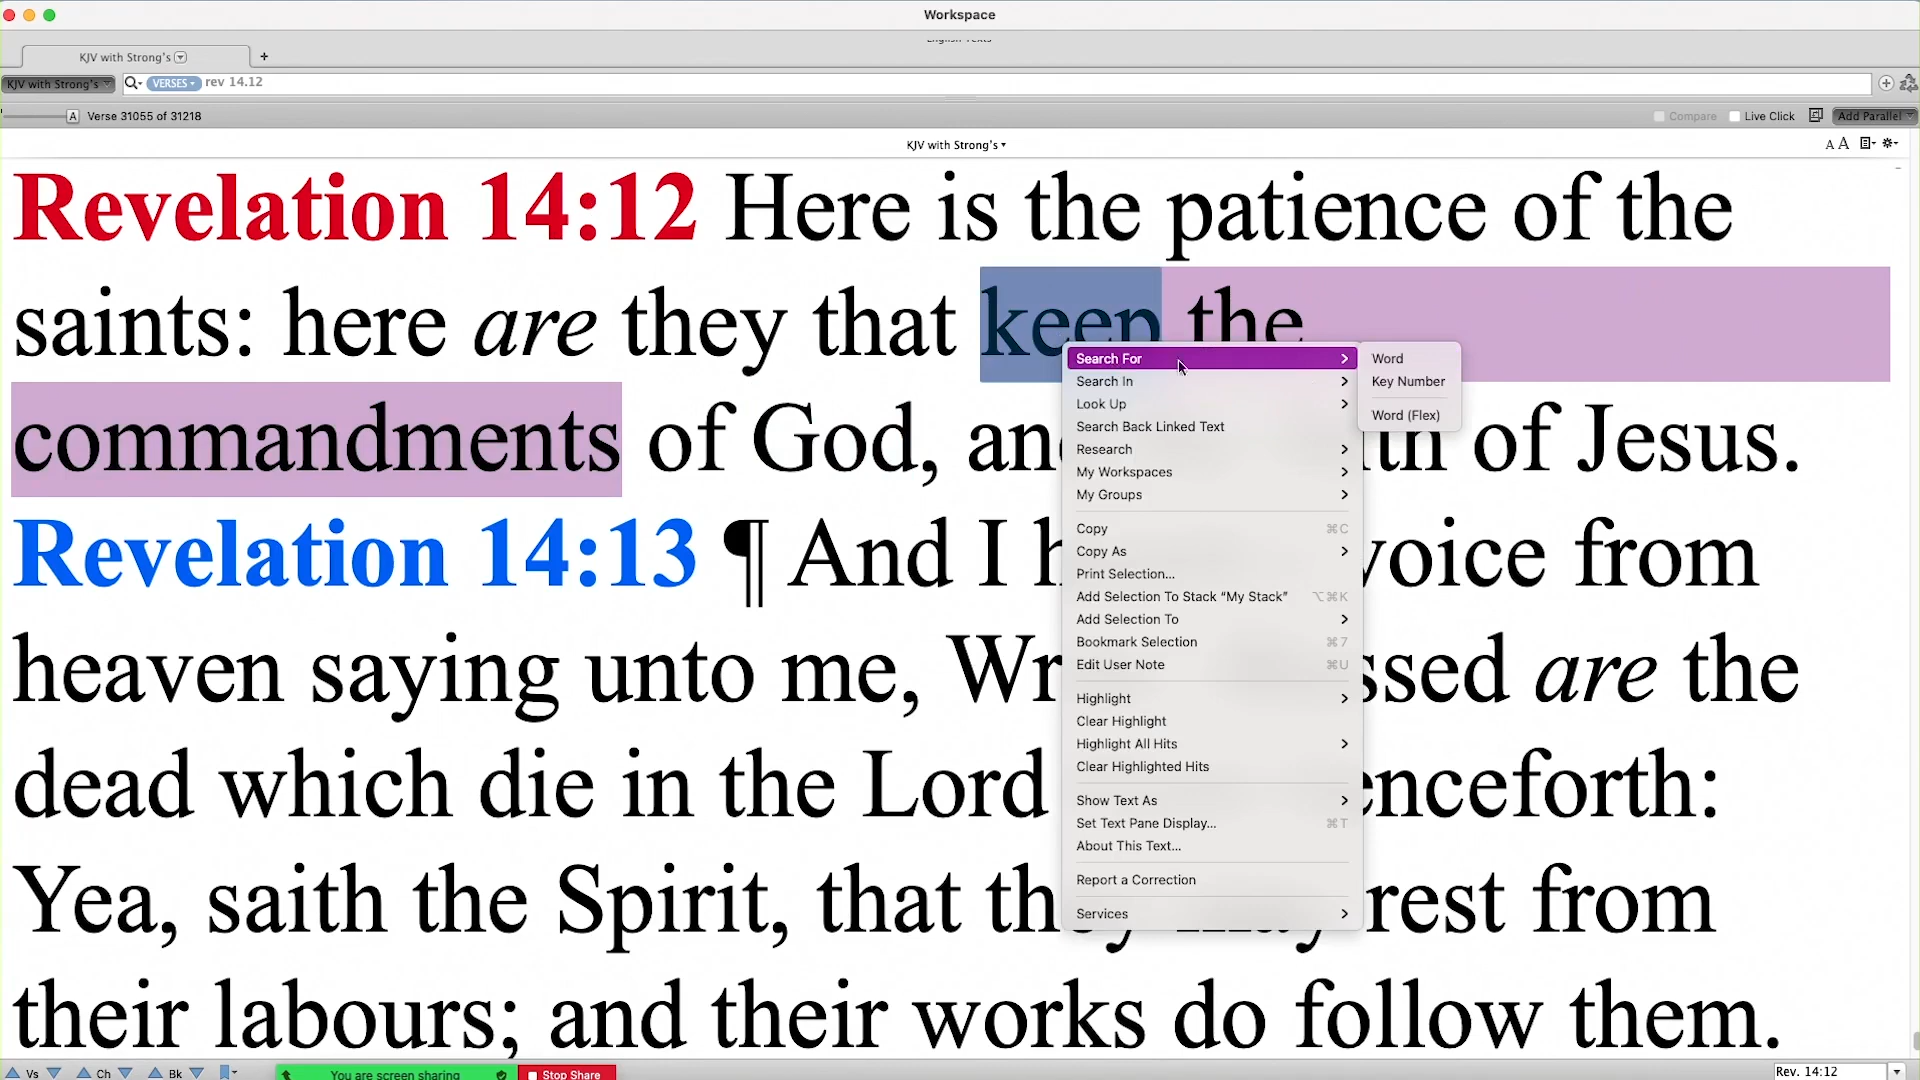 Workspace
English Texts
KJV with Strong's
+
KJV with Strong's VERSES rev 14.12
A Verse 31055 of 31218 Compare Live Click Add Parallel
KJV with Strong's A A
Revelation 14:12 Here is the patience of the
saints: here are they that keep the
commandments of God, an th of Jesus.
Revelation 14:13 ¶ And I h voice from
heaven saying unto me, Wr ssed are the
dead which die in the Lord enceforth:
Yea, saith the Spirit, that they may rest from
their labours; and their works do follow them.
Search For
Search In
Look Up
Search Back Linked Text
Research
My Workspaces
My Groups
Copy ⌘C
Copy As
Print Selection...
Add Selection To Stack “My Stack” ⌥⌘K
Add Selection To
Bookmark Selection ⌘7
Edit User Note ⌘U
Highlight
Clear Highlight
Highlight All Hits
Clear Highlighted Hits
Show Text As
Set Text Pane Display... ⌘T
About This Text...
Report a Correction
Services
Word
Key Number
Word (Flex)
Vs Ch Bk You are screen sharing Stop Share Rev. 14:12